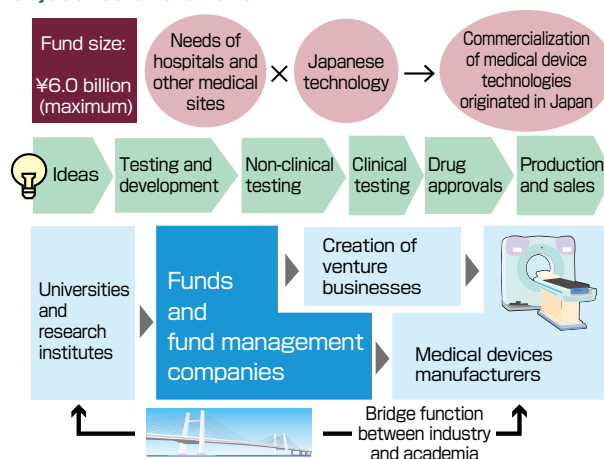 Fund size:
¥6.0 billion
(maximum)
Needs of
hospitals and
other medical
sites
×
Japanese
technology
Commercialization
of medical device
technologies
originated in Japan
Ideas
Testing and
development
Non-clinical
testing
Clinical
testing
Drug
approvals
Production
and sales
Universities
and
research
institutes
Funds
and
fund management
companies
Creation of
venture
businesses
Medical devices
manufacturers
Bridge function
between industry
and academia